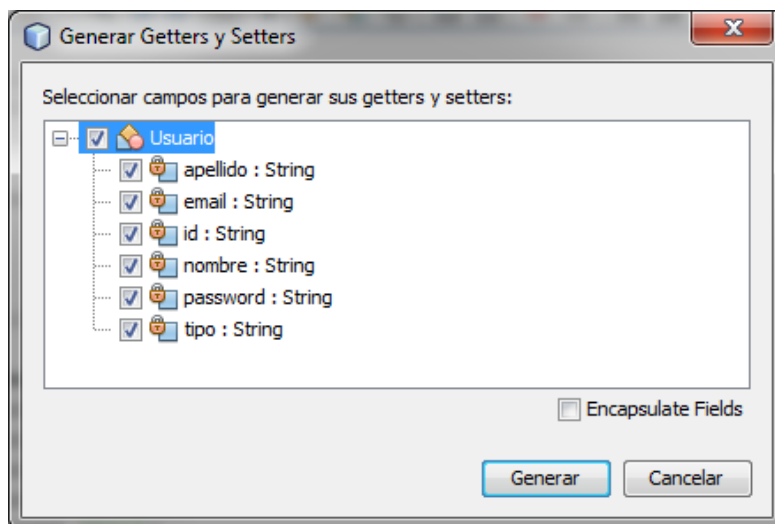 Generar Getters y Setters
Seleccionar campos para generar sus getters y setters:
Usuario
apellido : String
email : String
id : String
nombre : String
password : String
tipo : String
Encapsulate Fields
Generar
Cancelar